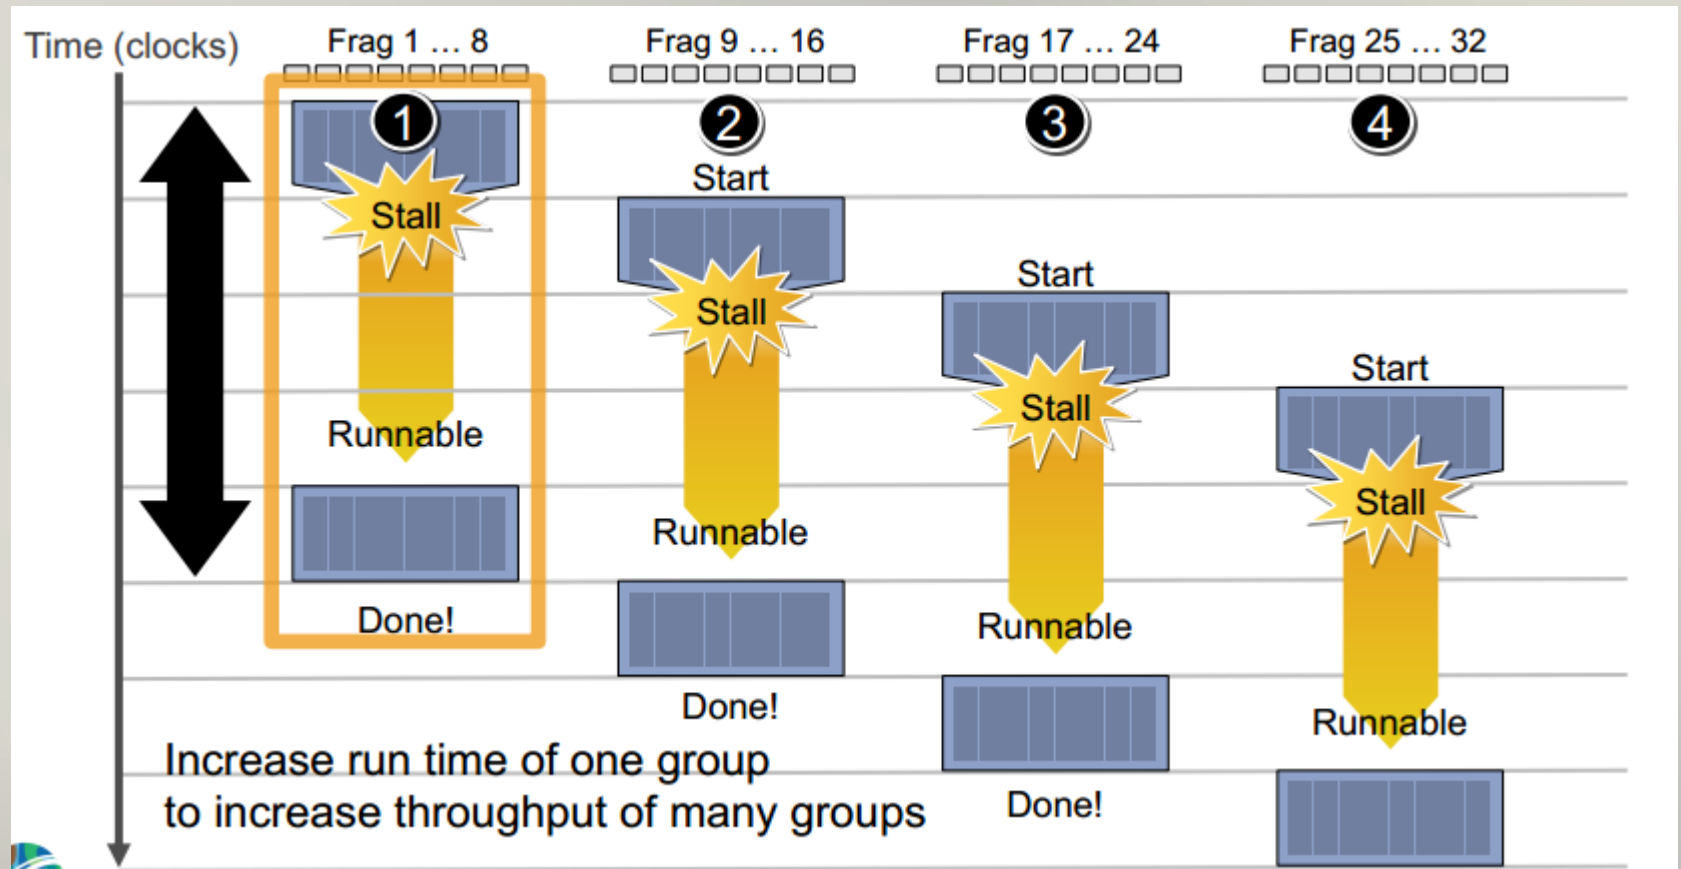 Time (clocks)
Frag 1 … 8
Frag 9 … 16
Frag 17 … 24
Frag 25 … 32
1
2
3
4
Start
Stall
Start
Stall
Start
Stall
Runnable
Stall
Runnable
Done!
Runnable
Done!
Runnable
Increase run time of one group
to increase throughput of many groups
Done!